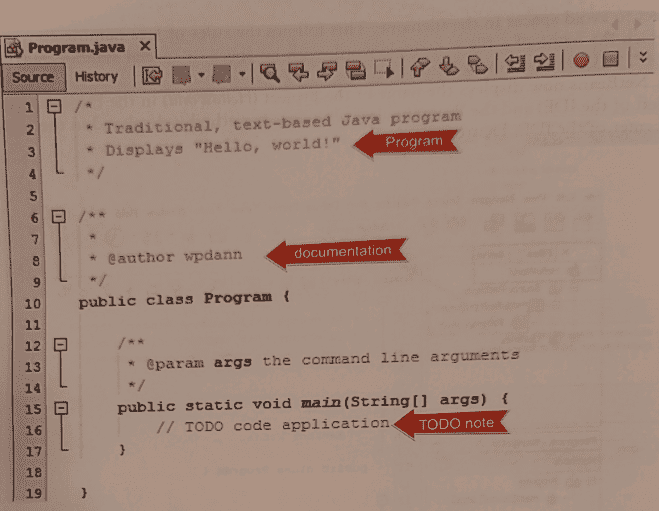 Program.java
Source History
1 /*
2 * Traditional, text-based Java program
3 * Displays "Hello, world!" Program
4 */
5
6 /**
7 *
8 * @author wpdann documentation
9 */
10 public class Program {
11
12 /**
13 * @param args the command line arguments
14 */
15 public static void main(String[] args) {
16 // TODO code application TODO note
17 }
18
19 }